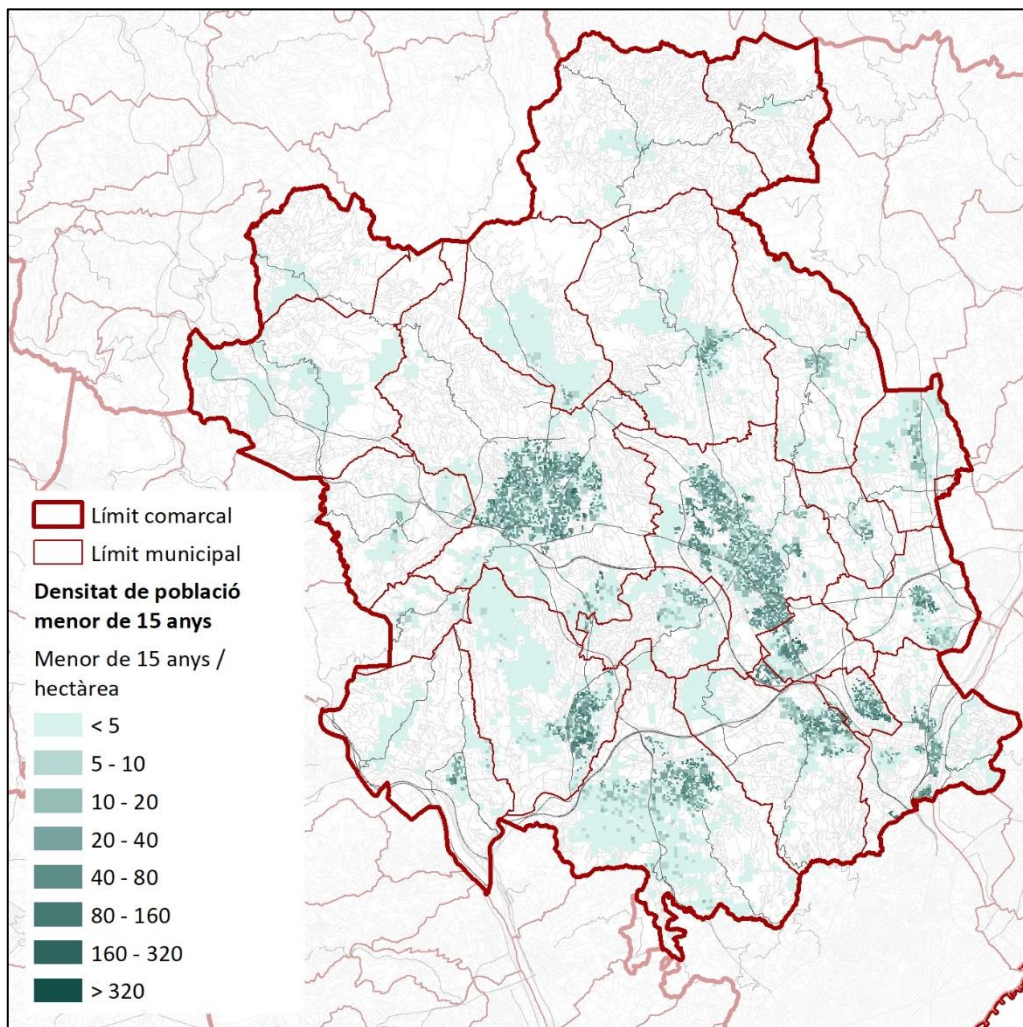 Límit comarcal
Límit municipal
Densitat de població
menor de 15 anys
Menor de 15 anys /
hectàrea
< 5
5 - 10
10 - 20
20 - 40
40 - 80
80 - 160
160 - 320
> 320